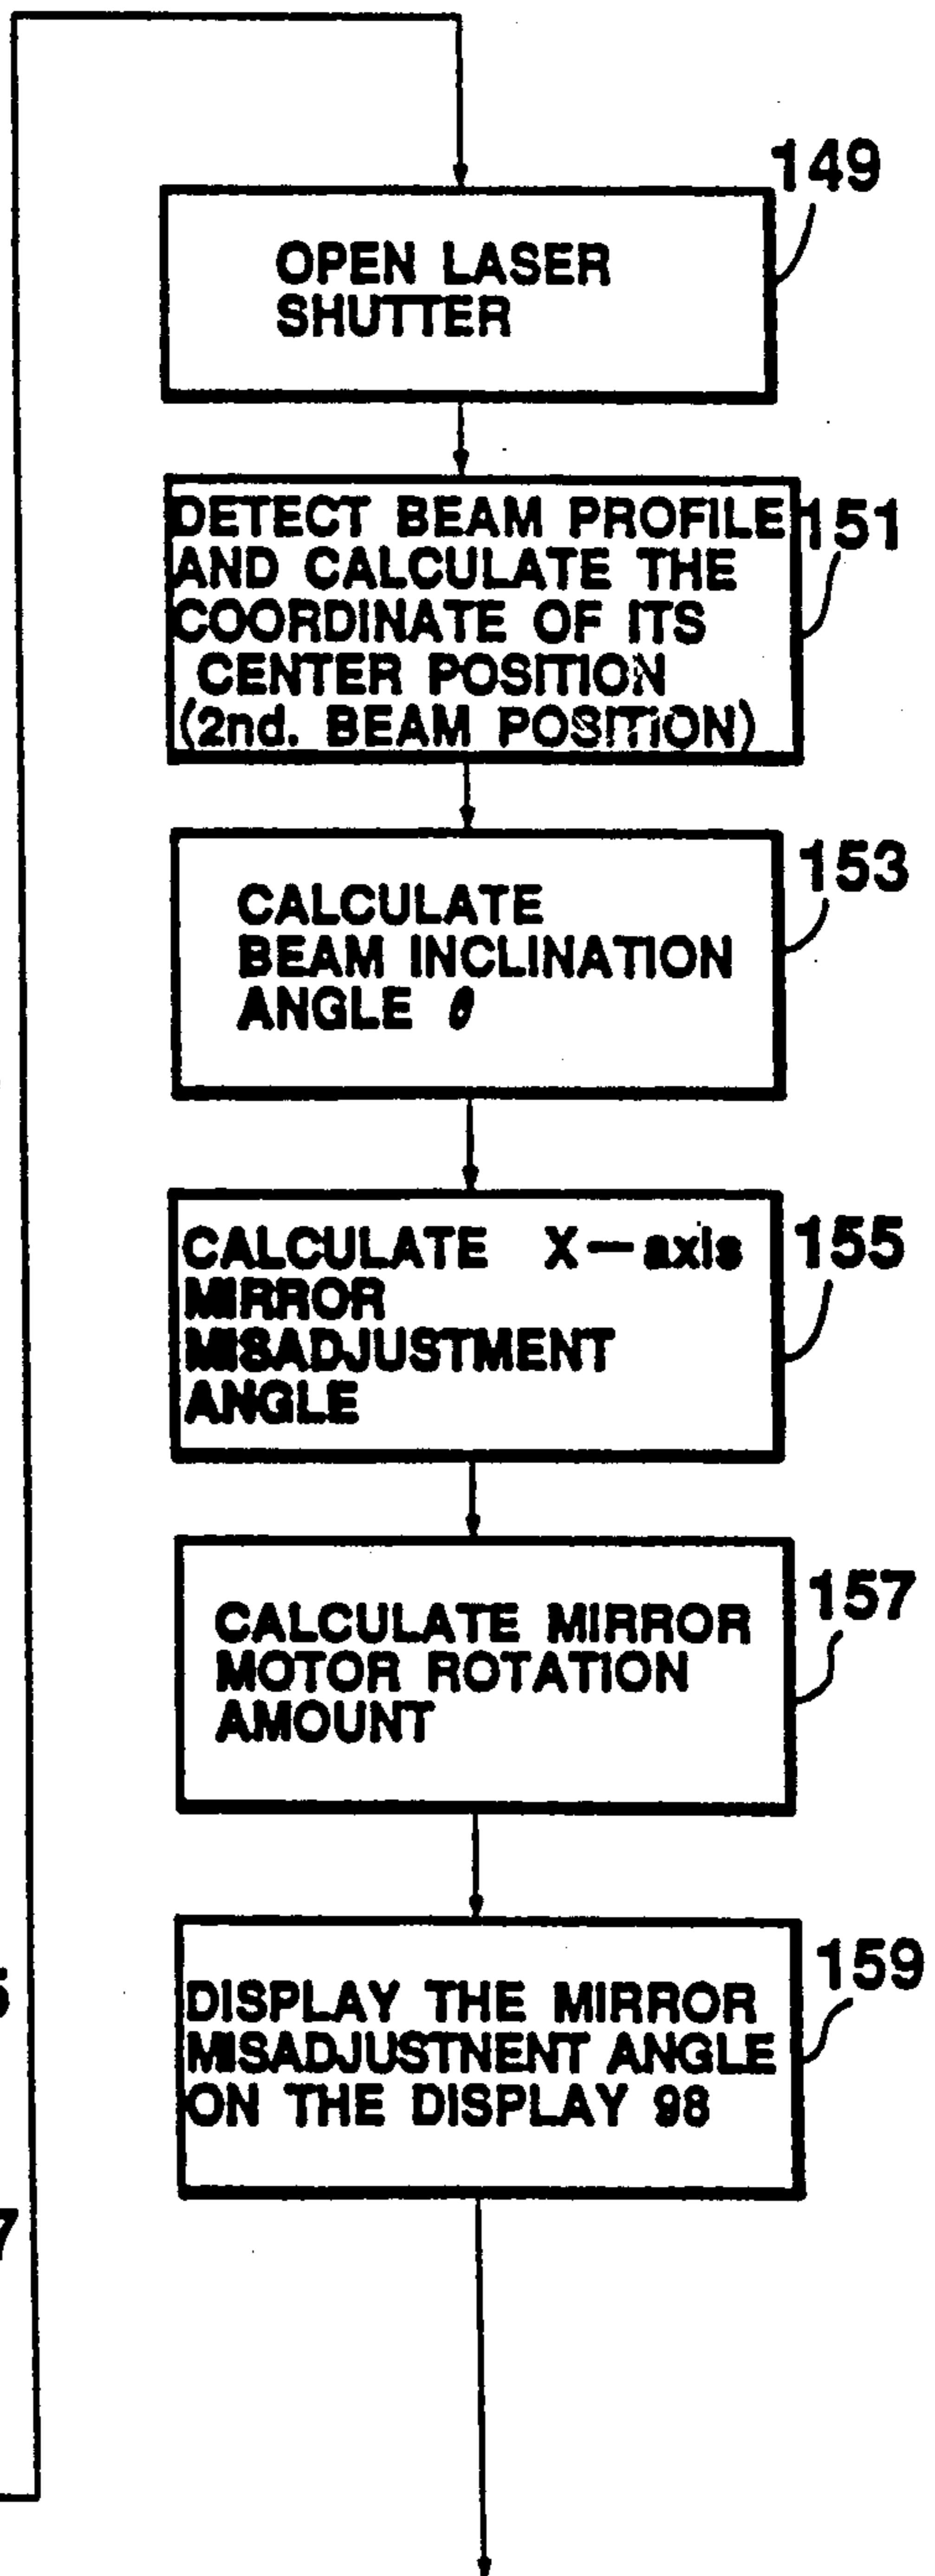 149
OPEN LASER
SHUTTER
DETECT BEAM PROFILE
AND CALCULATE THE
COORDINATE OF ITS
CENTER POSITION
(2nd. BEAM POSITION)
151
CALCULATE
BEAM INCLINATION
ANGLE θ
153
CALCULATE X-axis
MIRROR
MISADJUSTMENT
ANGLE
155
CALCULATE MIRROR
MOTOR ROTATION
AMOUNT
157
DISPLAY THE MIRROR
MISADJUSTNENT ANGLE
ON THE DISPLAY 98
159
5
7